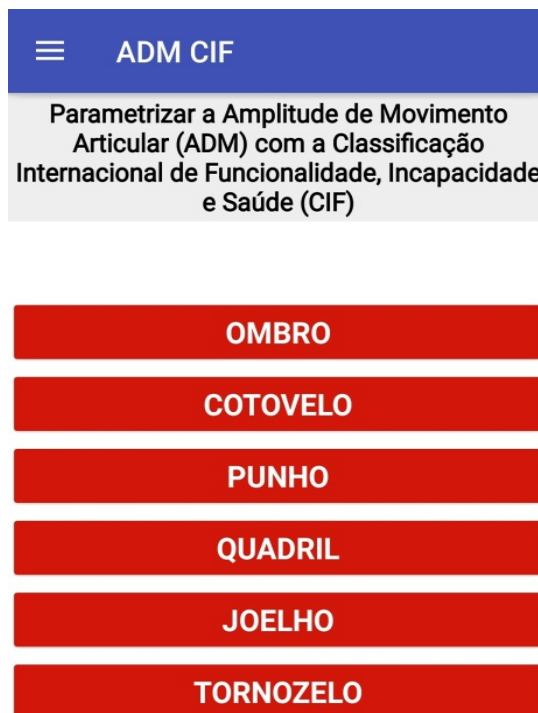 ADM CIF
Parametrizar a Amplitude de Movimento
Articular (ADM) com a Classificação
Internacional de Funcionalidade, Incapacidade
e Saúde (CIF)
OMBRO
COTOVELO
PUNHO
QUADRIL
JOELHO
TORNOZELO